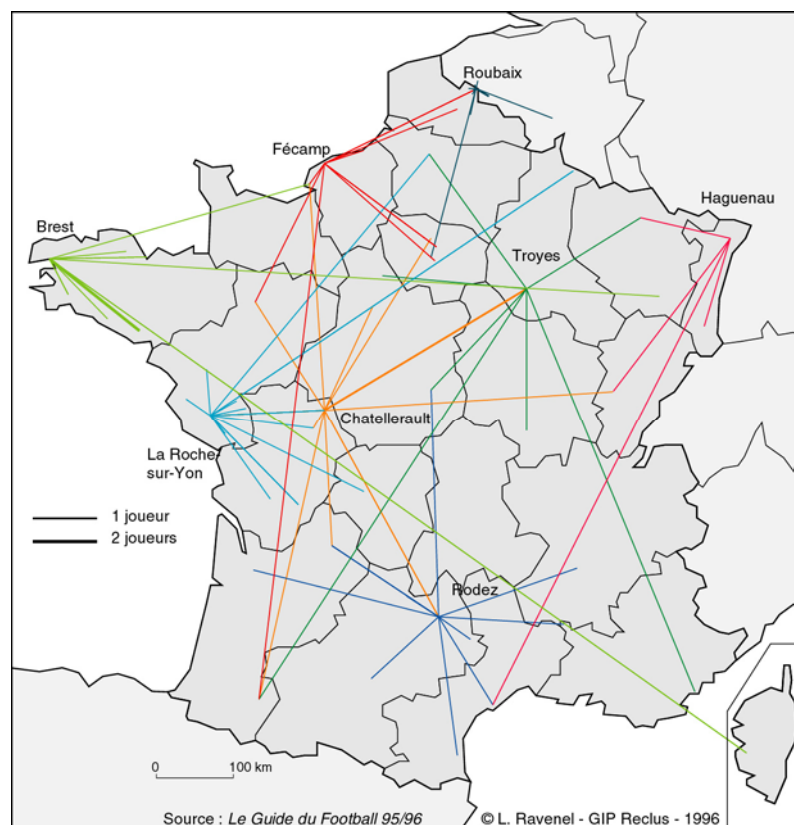 Roubaix
Fécamp
Haguenau
Brest
Troyes
Chatellerault
La Roche
sur-Yon
1 joueur
2 joueurs
Rodez
0 100 km
Source : Le Guide du Football 95/96 © L. Ravenel - GIP Reclus - 1996